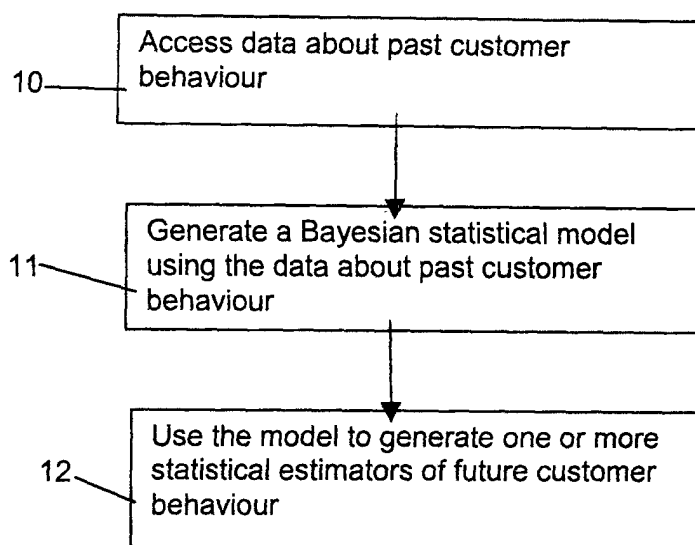 Access data about past customer
behaviour
10
Generate a Bayesian statistical model
using the data about past customer
behaviour
11
Use the model to generate one or more
statistical estimators of future customer
behaviour
12